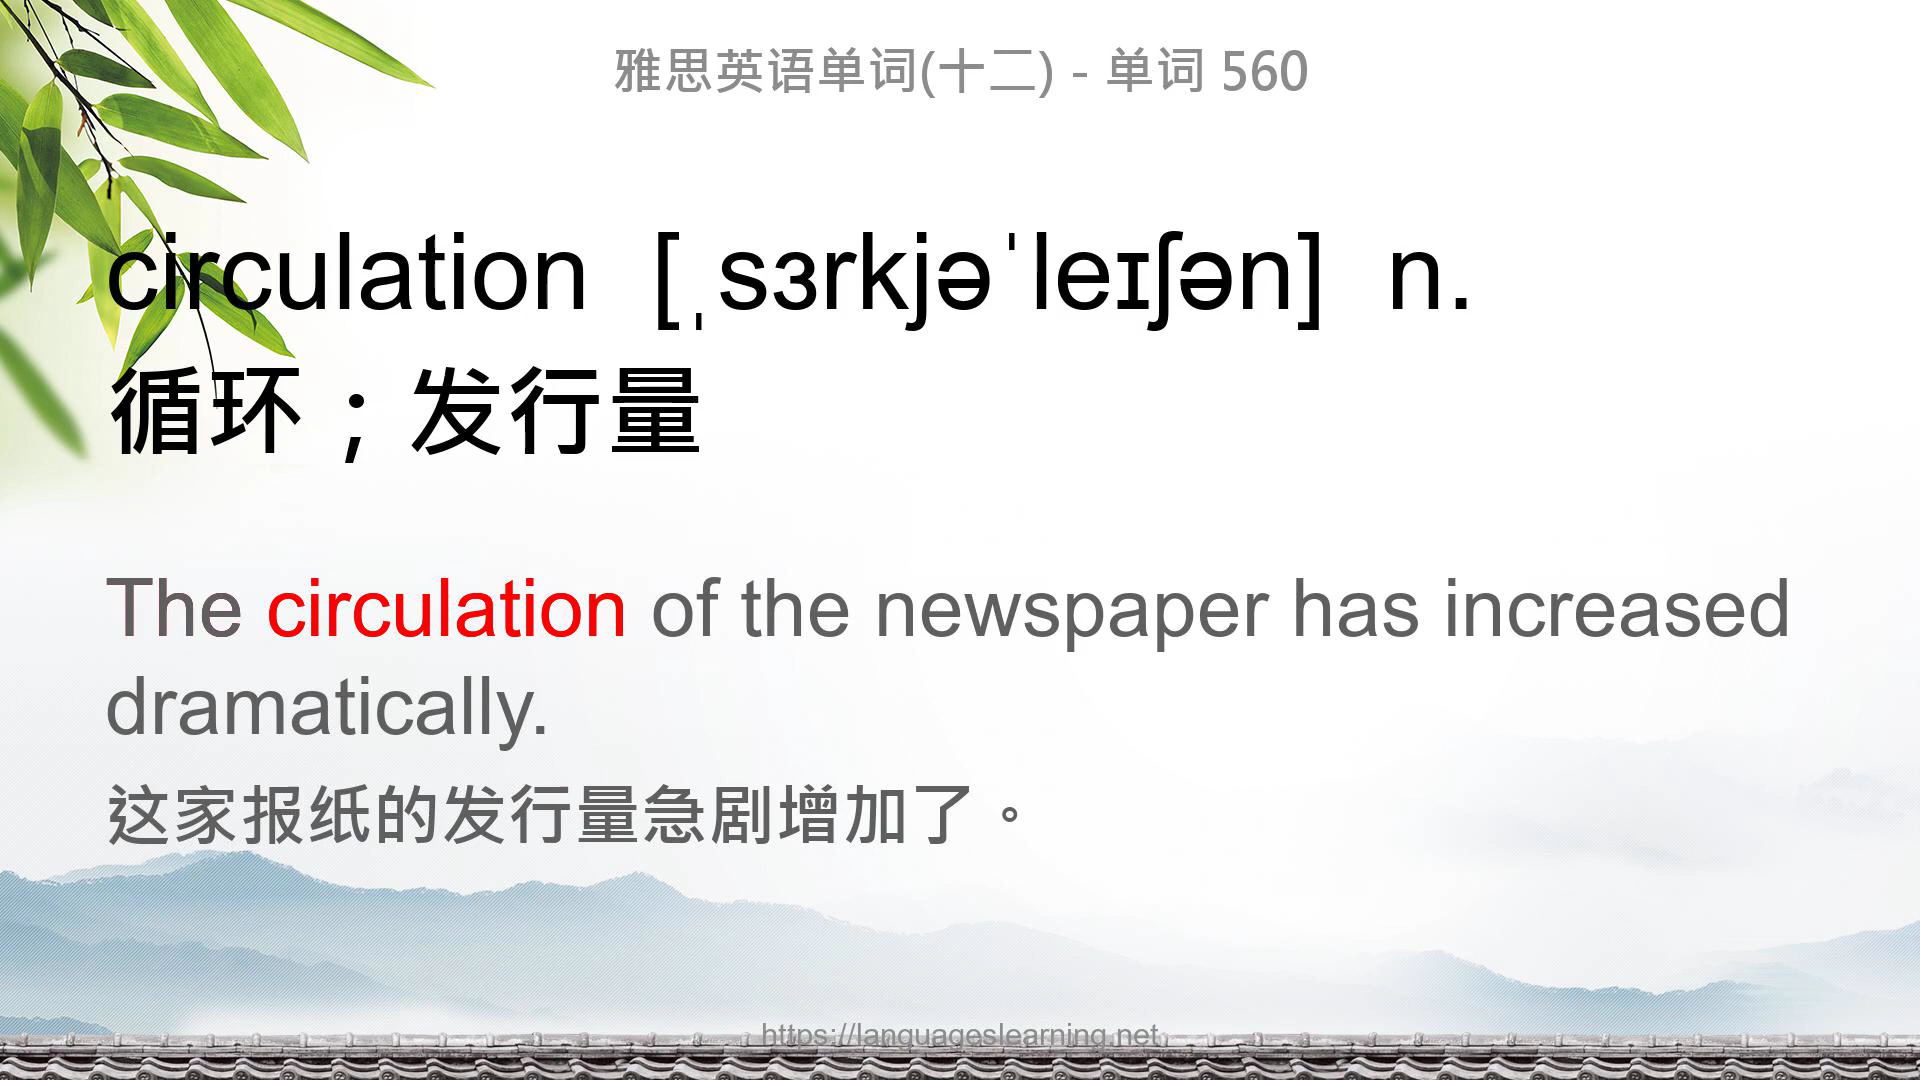 雅思英语单词(十二) - 单词 560
circulation [ˌsɜrkjəˈleɪʃən] n.
循环；发行量
The circulation of the newspaper has increased
dramatically.
这家报纸的发行量急剧增加了。
https://languageslearning.net